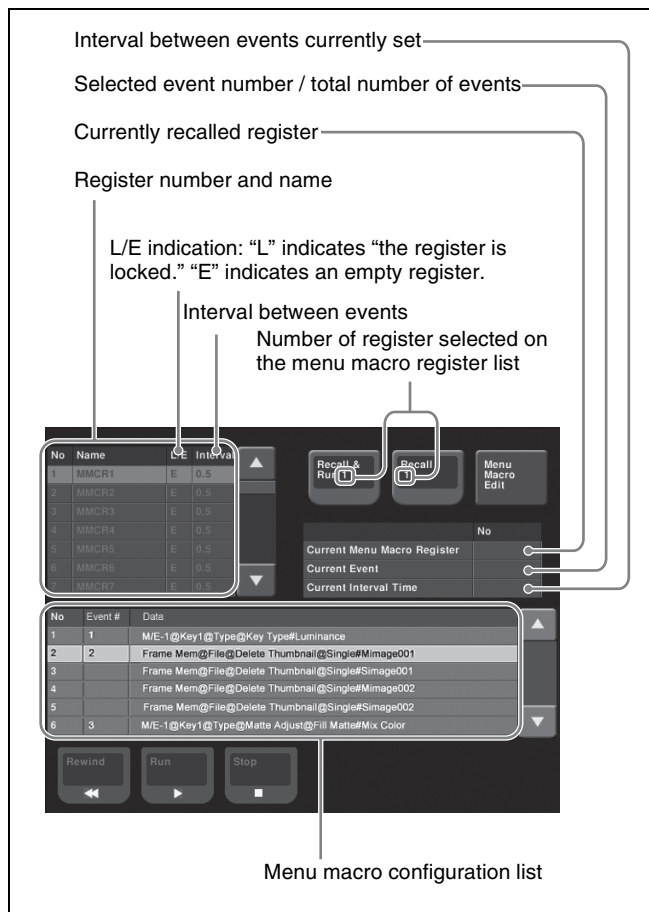 Interval between events currently set
Selected event number / total number of events
Currently recalled register
Register number and name
L/E indication: “L” indicates “the register is
locked.” “E” indicates an empty register.
Interval between events
Number of register selected on
the menu macro register list
No Name L/E Interval
1 MMCR1 E 0.5
2 MMCR2 E 0.5
3 MMCR3 E 0.5
4 MMCR4 E 0.5
5 MMCR5 E 0.5
6 MMCR6 E 0.5
7 MMCR7 E 0.5
Recall &
Run 1
Recall
1
Menu
Macro
Edit
No
Current Menu Macro Register
Current Event
Current Interval Time
No Event # Data
1 1 M/E-1@Key1@Type@Key Type#Luminance
2 2 Frame Mem@File@Delete Thumbnail@Single#Mimage001
3 Frame Mem@File@Delete Thumbnail@Single#Simage001
4 Frame Mem@File@Delete Thumbnail@Single#Mimage002
5 Frame Mem@File@Delete Thumbnail@Single#Simage002
6 3 M/E-1@Key1@Type@Matte Adjust@Fill Matte#Mix Color
Rewind Run Stop
Menu macro configuration list